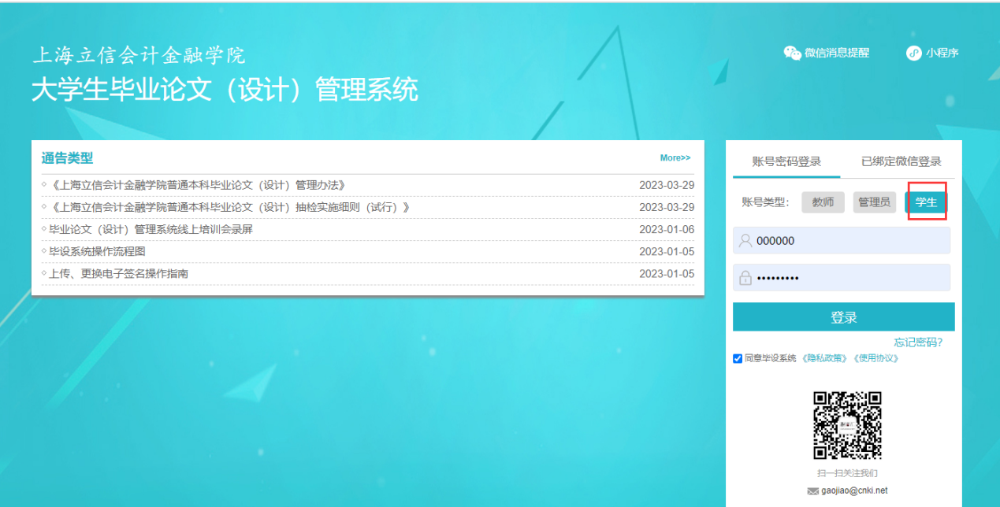 上海立信会计金融学院
微信消息提醒 小程序
大学生毕业论文（设计）管理系统
通告类型 More>>
《上海立信会计金融学院普通本科毕业论文（设计）管理办法》 2023-03-29
《上海立信会计金融学院普通本科毕业论文（设计）抽检实施细则（试行）》 2023-03-29
毕业论文（设计）管理系统线上培训会录屏 2023-01-06
毕设系统操作流程图 2023-01-05
上传、更换电子签名操作指南 2023-01-05
账号密码登录 已绑定微信登录
账号类型： 教师 管理员 学生
000000
•••••••••
登录
忘记密码？
同意毕设系统 《隐私政策》《使用协议》
扫一扫关注我们
gaojiao@cnki.net